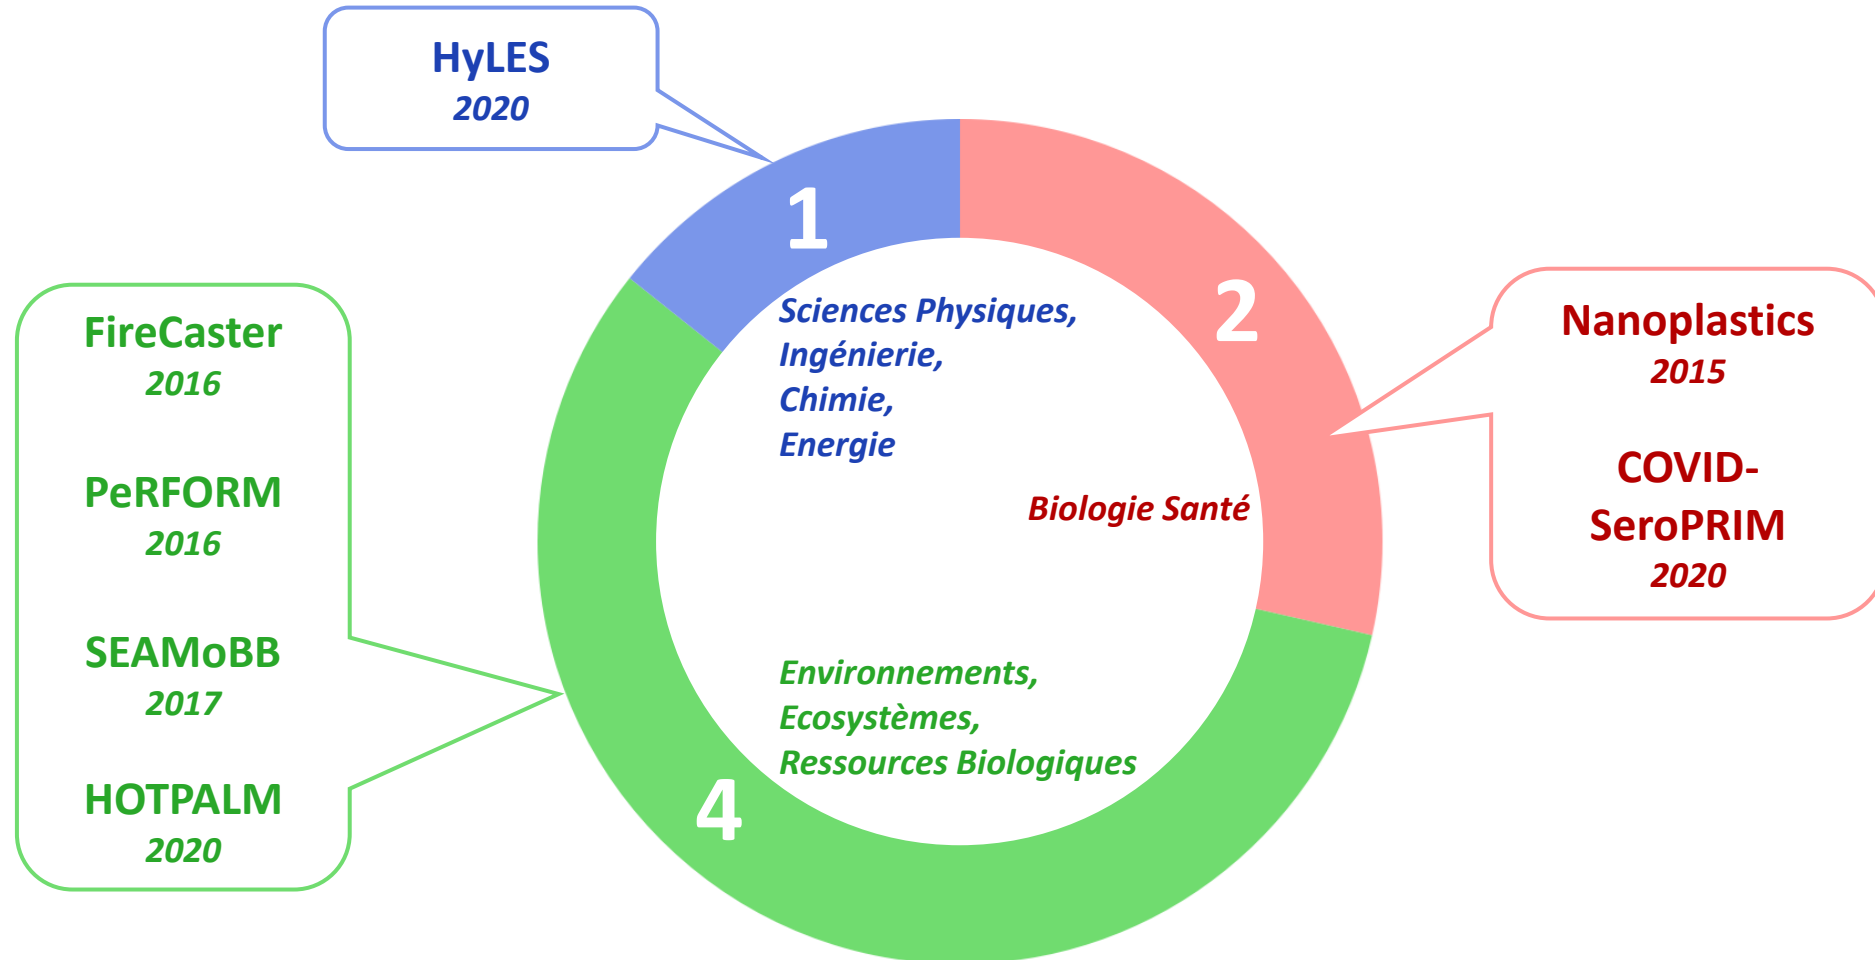 HyLES
2020
1
2
Sciences Physiques,
Ingénierie,
Chimie,
Energie
FireCaster
2016
PeRFORM
2016
SEAMoBB
2017
HOTPALM
2020
Nanoplastics
2015
COVID-
SeroPRIM
2020
Biologie Santé
Environnements,
Ecosystèmes,
Ressources Biologiques
4